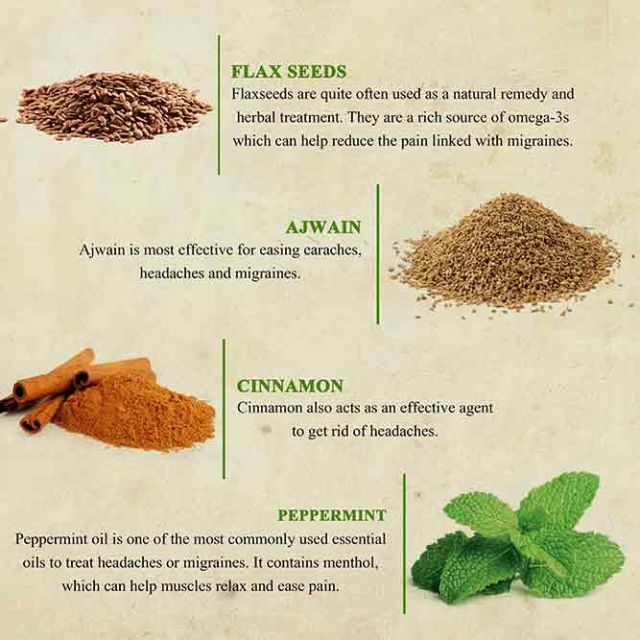 FLAX SEEDS
Flaxseeds are quite often used as a natural remedy and
herbal treatment. They are a rich source of omega-3s
which can help reduce the pain linked with migraines.
AJWAIN
Ajwain is most effective for easing earaches,
headaches and migraines.
CINNAMON
Cinnamon also acts as an effective agent
to get rid of headaches.
PEPPERMINT
Peppermint oil is one of the most commonly used essential
oils to treat headaches or migraines. It contains menthol,
which can help muscles relax and ease pain.